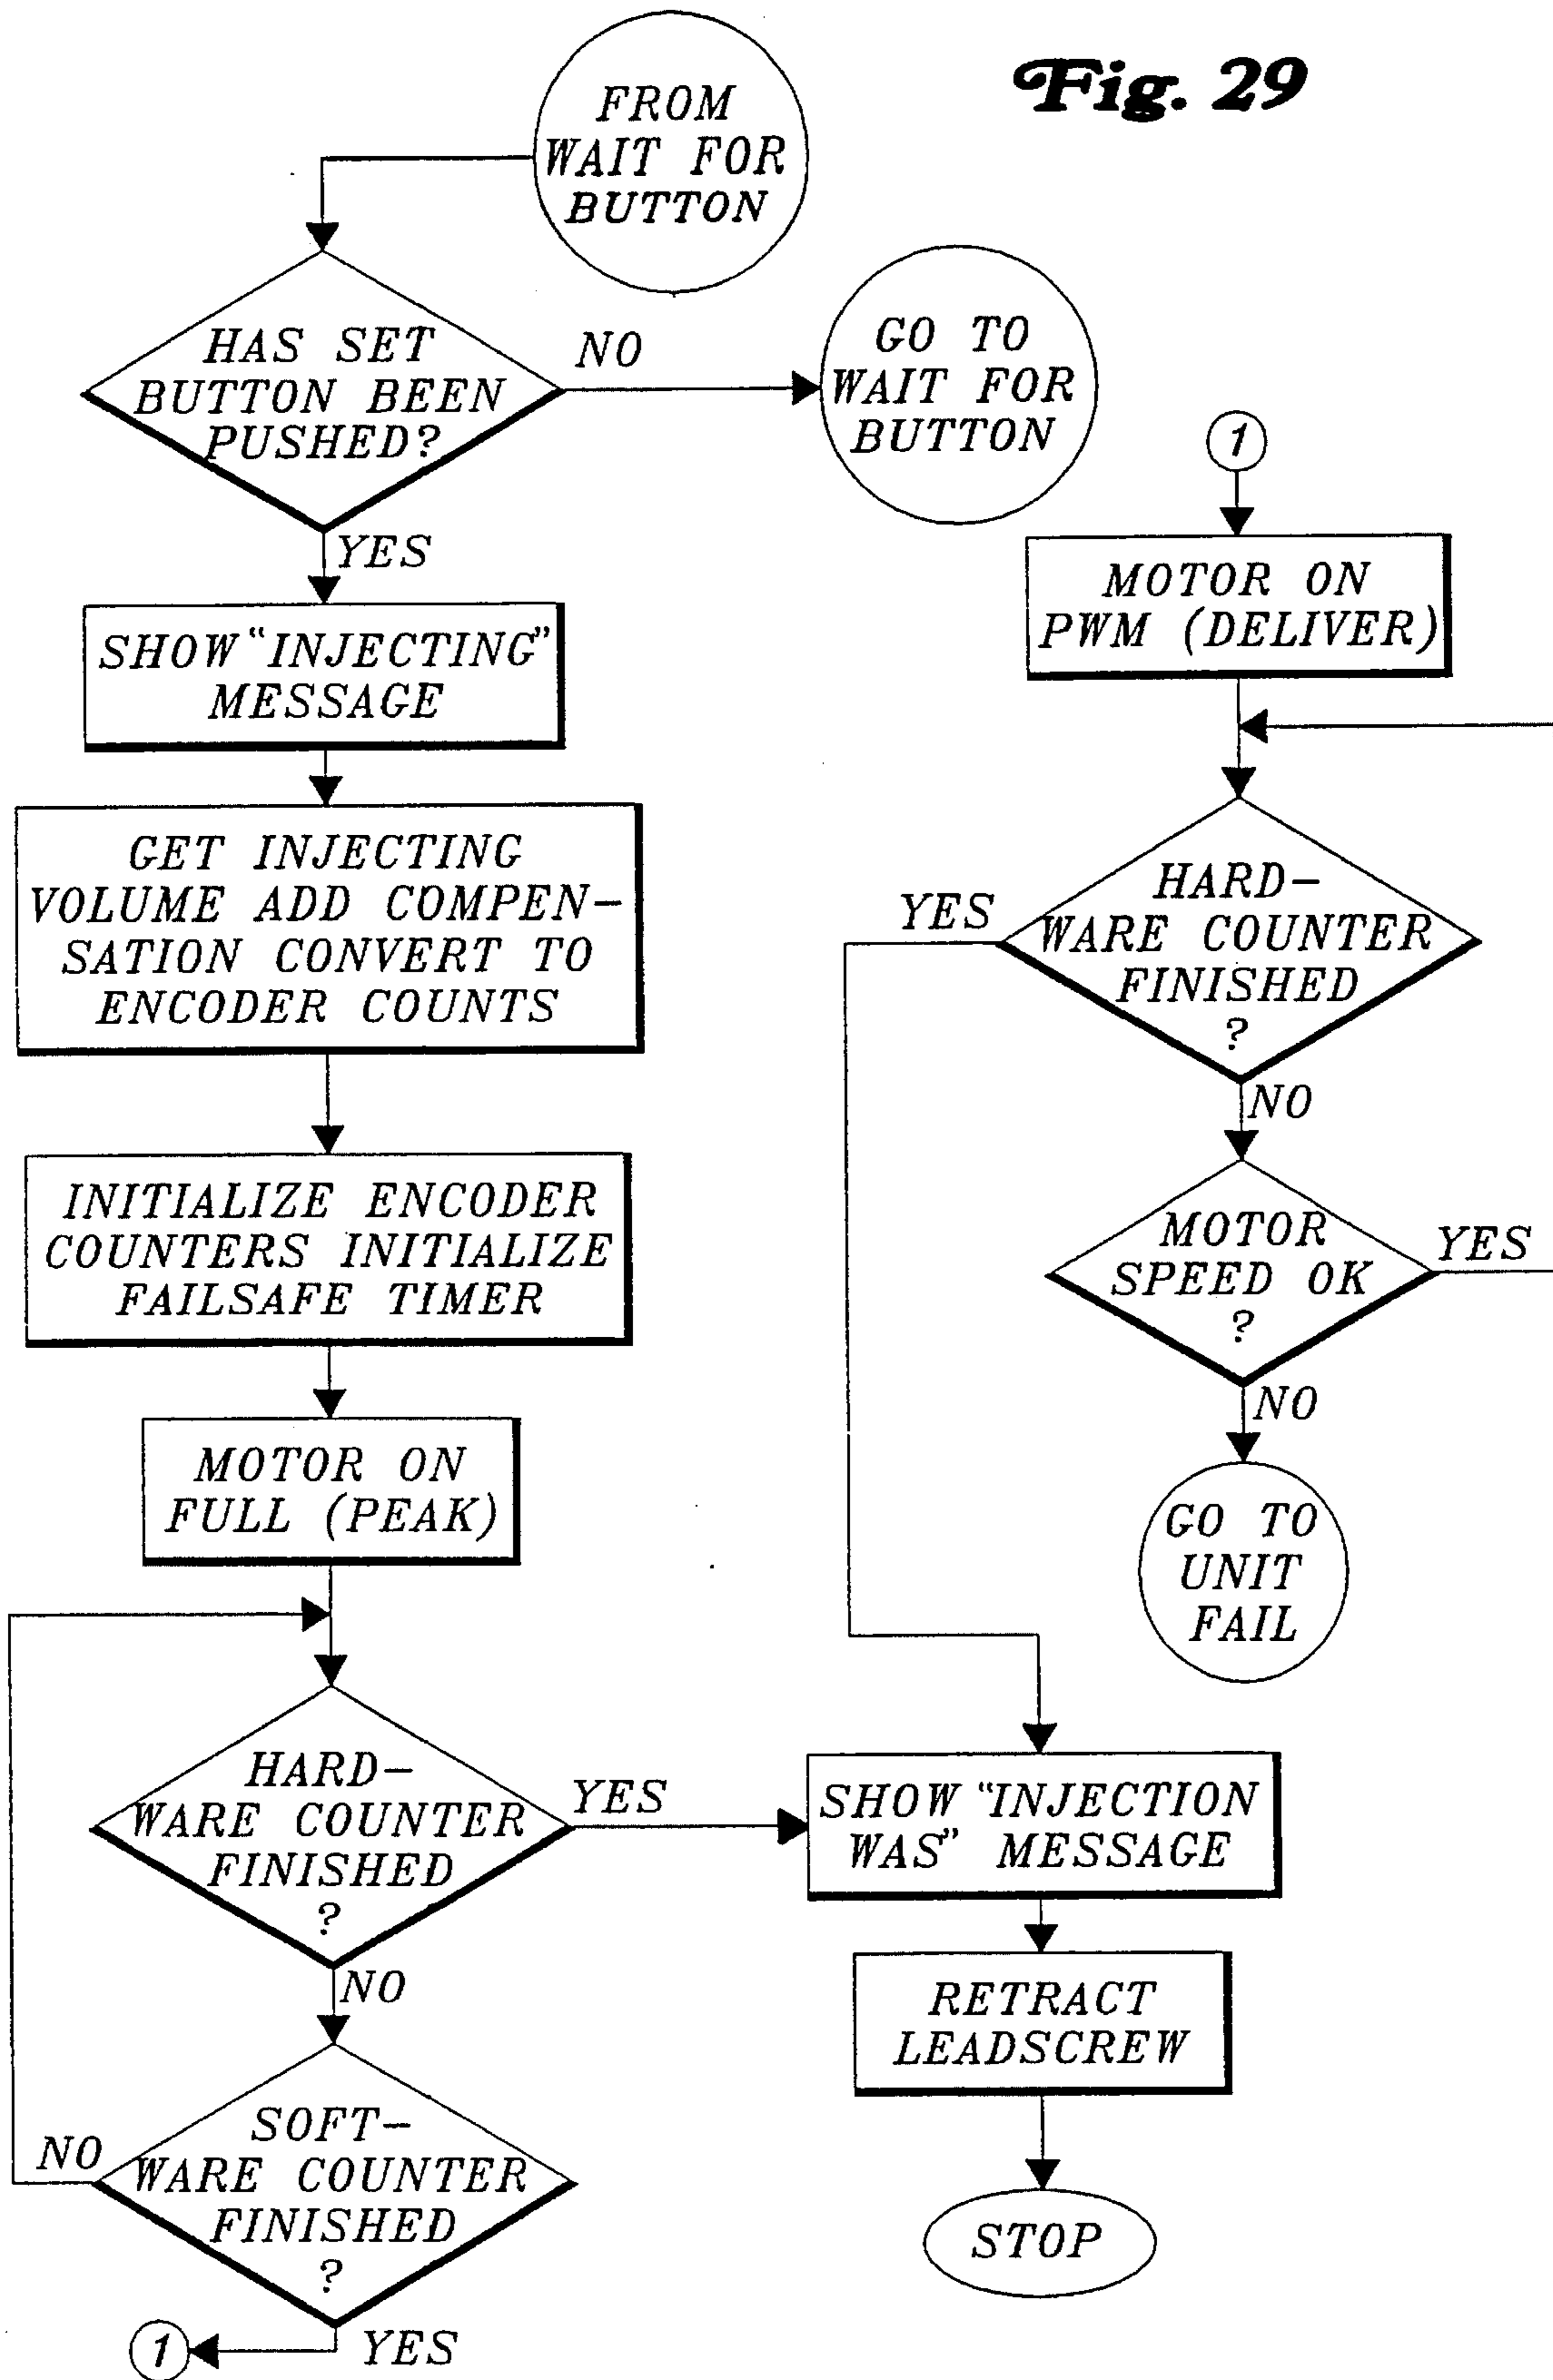 Fig. 29
FROM
WAIT FOR
BUTTON
HAS SET
BUTTON BEEN
PUSHED?
NO
GO TO
WAIT FOR
BUTTON
YES
SHOW "INJECTING"
MESSAGE
GET INJECTING
VOLUME ADD COMPEN-
SATION CONVERT TO
ENCODER COUNTS
INITIALIZE ENCODER
COUNTERS INITIALIZE
FAILSAFE TIMER
MOTOR ON
FULL (PEAK)
HARD-
WARE COUNTER
FINISHED
?
YES
NO
SOFT-
WARE COUNTER
FINISHED
?
NO
YES
1
1
MOTOR ON
PWM (DELIVER)
HARD-
WARE COUNTER
FINISHED
?
YES
NO
MOTOR
SPEED OK
?
YES
NO
GO TO
UNIT
FAIL
SHOW "INJECTION
WAS" MESSAGE
RETRACT
LEADSCREW
STOP